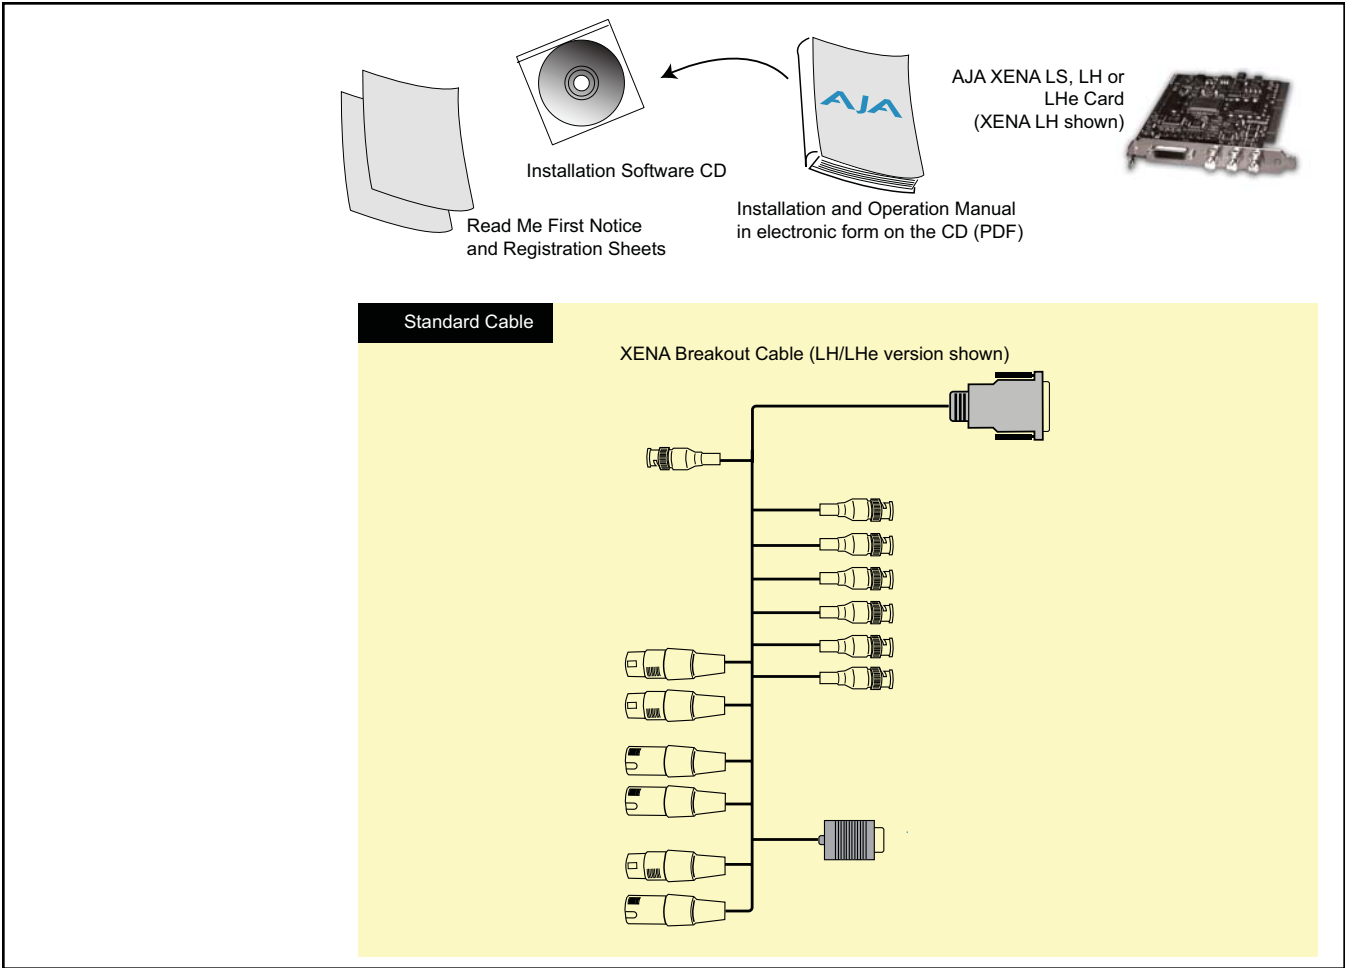 AJA
AJA XENA LS, LH or
LHe Card
(XENA LH shown)
Installation Software CD
Installation and Operation Manual
in electronic form on the CD (PDF)
Read Me First Notice
and Registration Sheets
Standard Cable
XENA Breakout Cable (LH/LHe version shown)